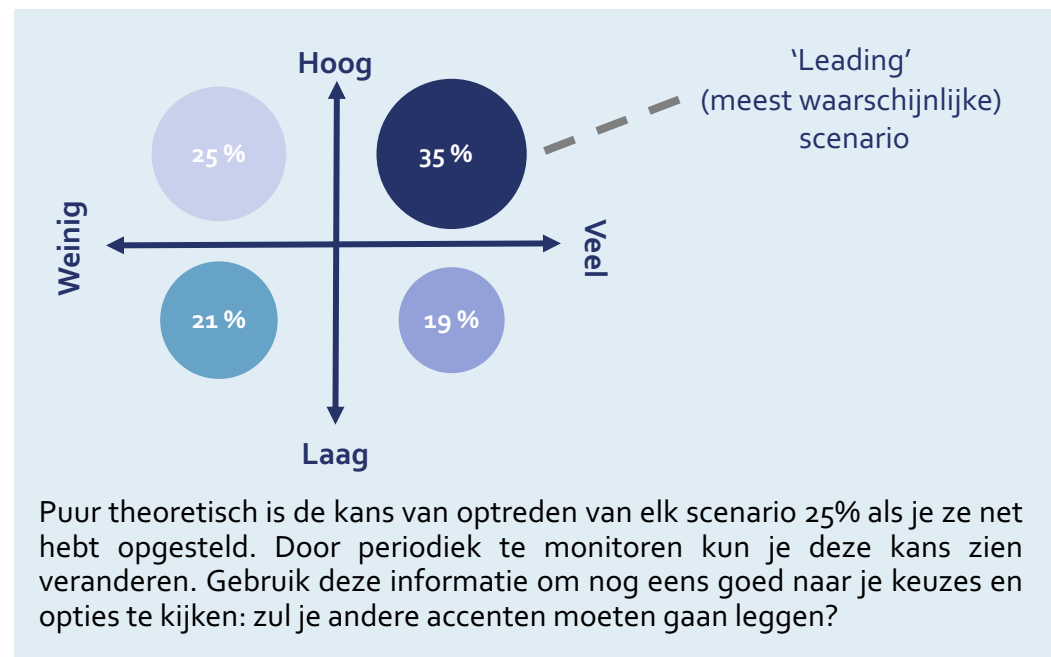 Hoog
'Leading'
(meest waarschijnlijke)
scenario
25 %
35 %
Weinig
Veel
21 %
19 %
Laag
Puur theoretisch is de kans van optreden van elk scenario 25% als je ze net
hebt opgesteld. Door periodiek te monitoren kun je deze kans zien
veranderen. Gebruik deze informatie om nog eens goed naar je keuzes en
opties te kijken: zul je andere accenten moeten gaan leggen?